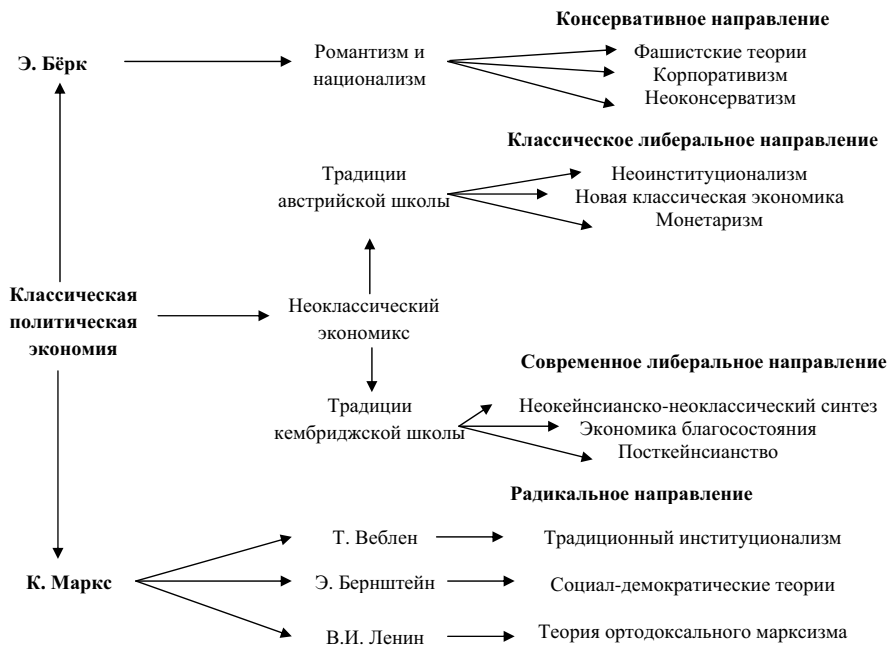 Консервативное направление
Э. Бёрк
Романтизм и
национализм
Фашистские теории
Корпоративизм
Неоконсерватизм
Классическое либеральное направление
Традиции
австрийской школы
Неоинституционализм
Новая классическая экономика
Монетаризм
Классическая
политическая
экономия
Неоклассический
экономикс
Современное либеральное направление
Традиции
кембриджской школы
Неокейнсианско-неоклассический синтез
Экономика благосостояния
Посткейнсианство
Радикальное направление
К. Маркс
Т. Веблен
Традиционный институционализм
Э. Бернштейн
Социал-демократические теории
В.И. Ленин
Теория ортодоксального марксизма